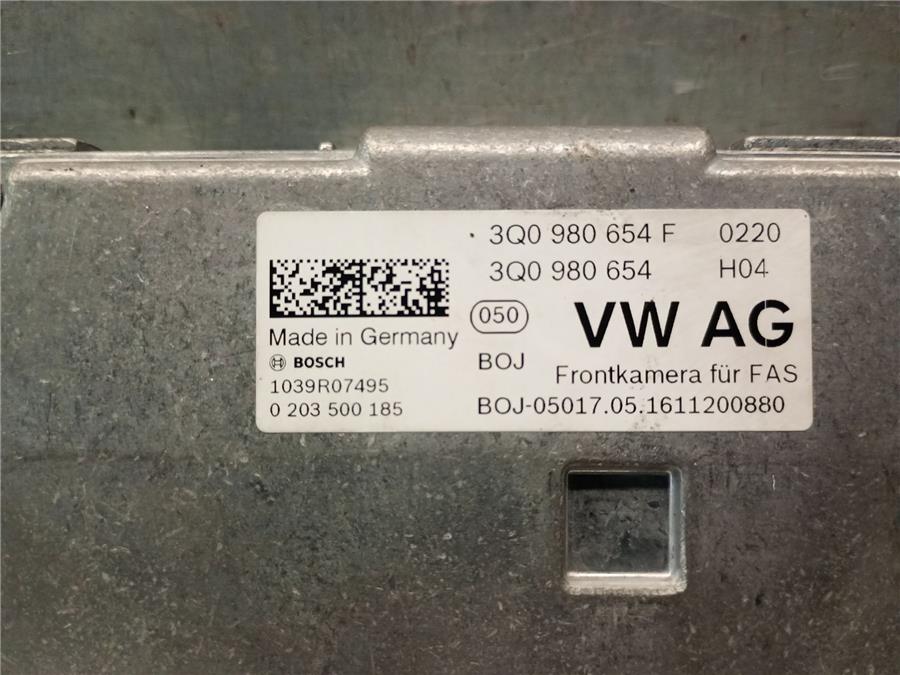 3Q0 980 654 F 0220
3Q0 980 654 H04
050
VW AG
Made in Germany
BOSCH
BOJ
Frontkamera für FAS
1039R07495
0 203 500 185
BOJ-05017.05.1611200880